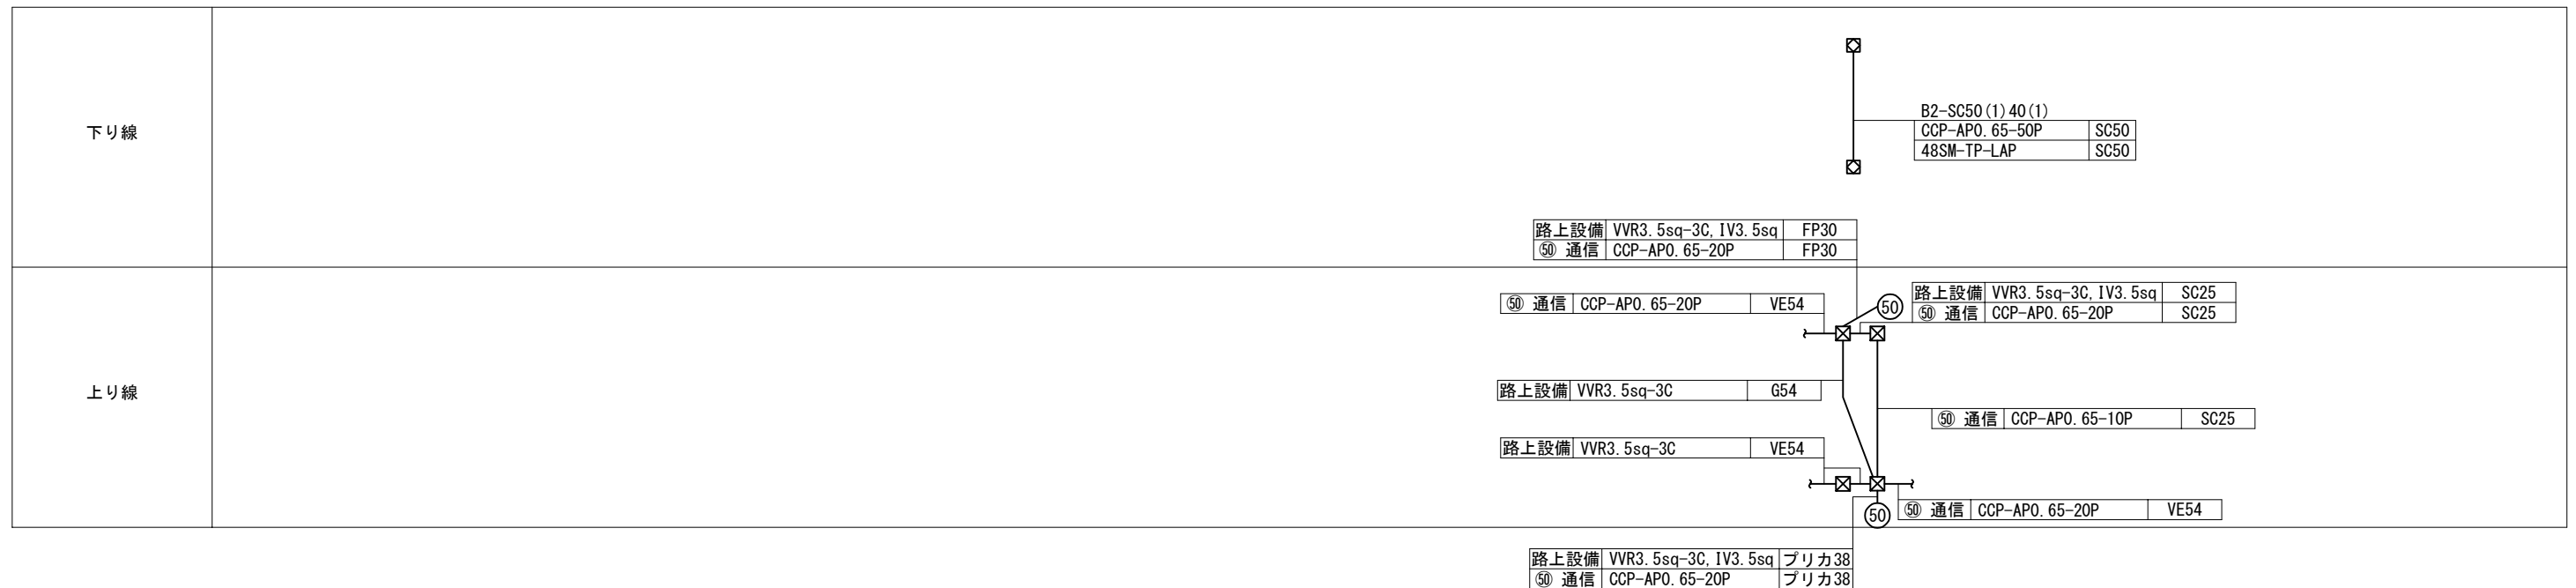 下り線
B2-SC50(1)40(1)
CCP-AP0.65-50P SC50
48SM-TP-LAP SC50
路上設備 VVR3.5sq-3C,IV3.5sq FP30
㊿ 通信 CCP-AP0.65-20P FP30
上り線
㊿ 通信 CCP-AP0.65-20P VE54
50
路上設備 VVR3.5sq-3C,IV3.5sq SC25
㊿ 通信 CCP-AP0.65-20P SC25
路上設備 VVR3.5sq-3C G54
㊿ 通信 CCP-AP0.65-10P SC25
路上設備 VVR3.5sq-3C VE54
50
㊿ 通信 CCP-AP0.65-20P VE54
路上設備 VVR3.5sq-3C,IV3.5sq プリカ38
㊿ 通信 CCP-AP0.65-20P プリカ38